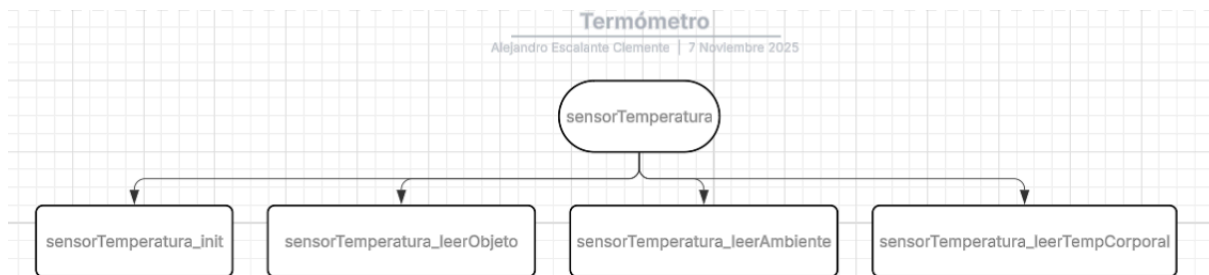 Termómetro
Alejandro Escalante Clemente | 7 Noviembre 2025
sensorTemperatura
sensorTemperatura_init
sensorTemperatura_leerObjeto
sensorTemperatura_leerAmbiente
sensorTemperatura_leerTempCorporal